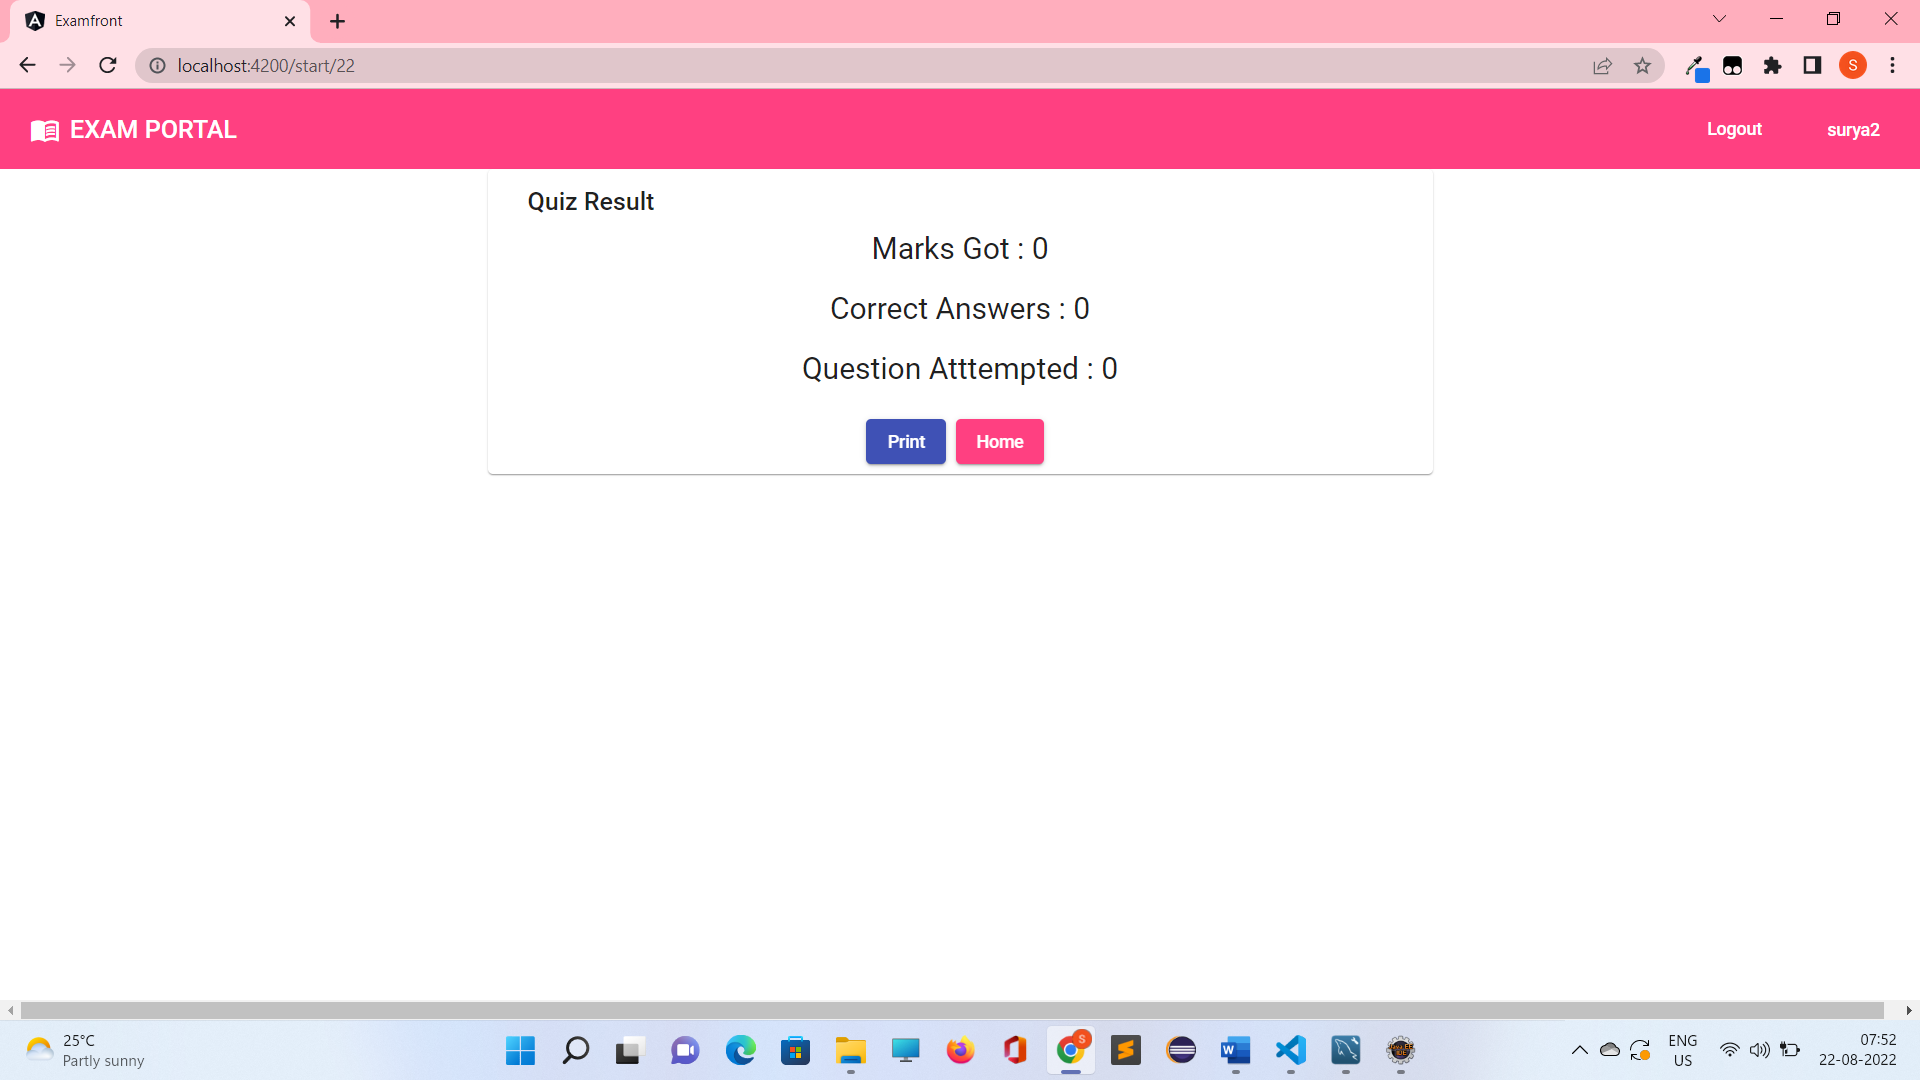 Examfront
localhost:4200/start/22
S
EXAM PORTAL
Logout
surya2
Quiz Result
Marks Got : 0
Correct Answers : 0
Question Atttempted : 0
Print
Home
25°C
Partly sunny
S
ENG
US
07:52
22-08-2022